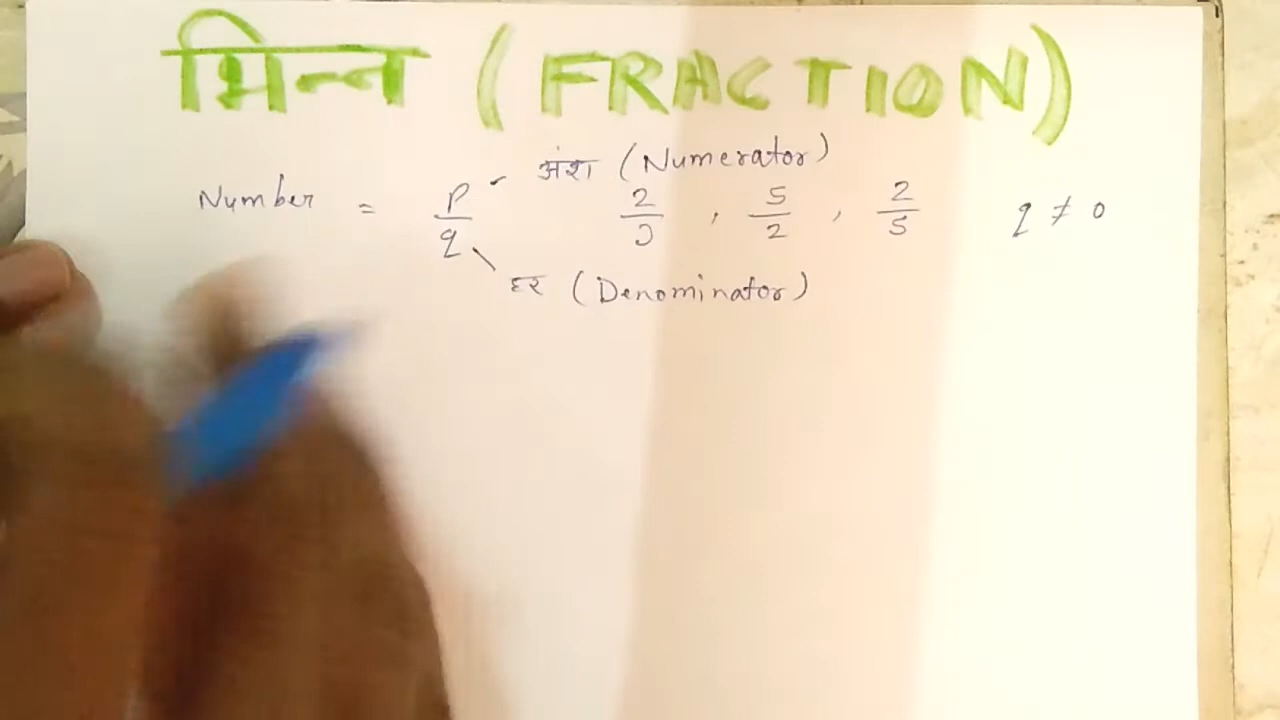 भिन्न (FRACTION)
अंश (Numerator)
Number = p/q 2/3 , 5/2 , 2/5 q ≠ 0
हर (Denominator)